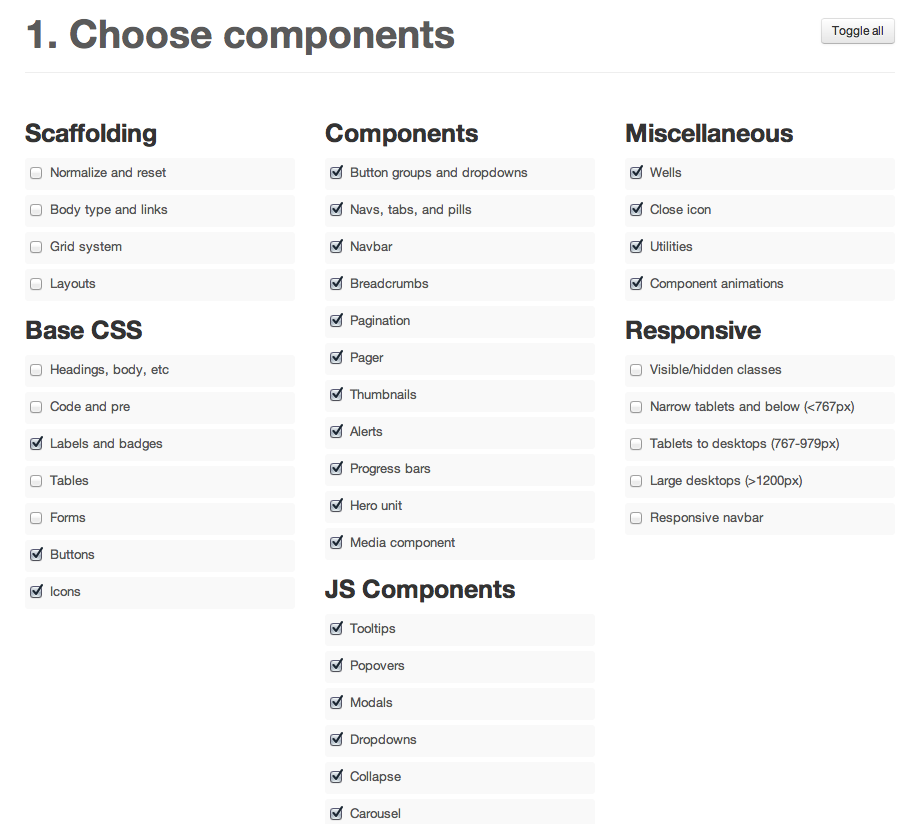 1. Choose components
Toggle all
Scaffolding
Normalize and reset
Body type and links
Grid system
Layouts
Base CSS
Headings, body, etc
Code and pre
Labels and badges
Tables
Forms
Buttons
Icons
Components
Button groups and dropdowns
Navs, tabs, and pills
Navbar
Breadcrumbs
Pagination
Pager
Thumbnails
Alerts
Progress bars
Hero unit
Media component
JS Components
Tooltips
Popovers
Modals
Dropdowns
Collapse
Carousel
Miscellaneous
Wells
Close icon
Utilities
Component animations
Responsive
Visible/hidden classes
Narrow tablets and below (<767px)
Tablets to desktops (767-979px)
Large desktops (>1200px)
Responsive navbar